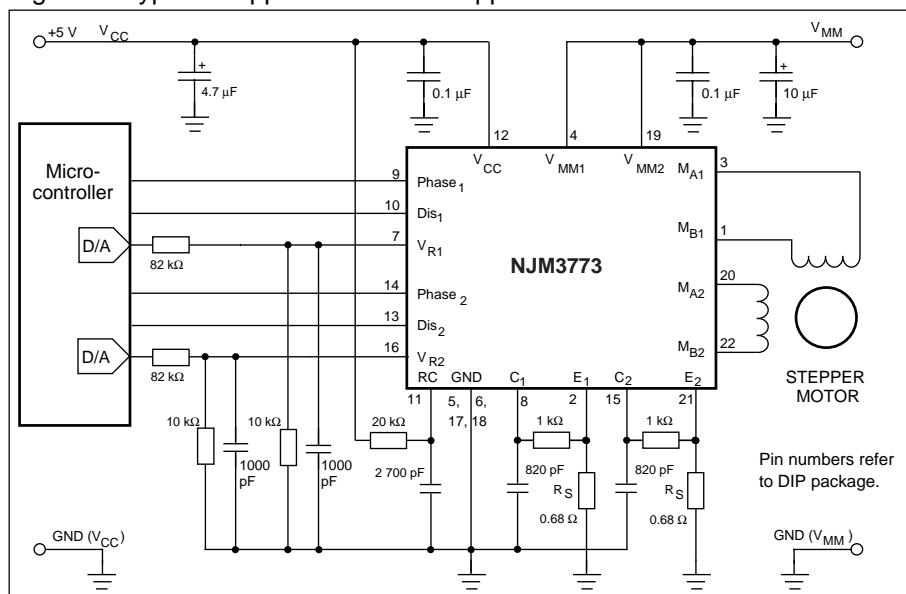 +5 V V CC
V MM
+
4.7 µF
0.1 µF
0.1 µF
+
10 µF
12
4
19
Micro-
controller
V CC
V MM1
V MM2
M A1
3
9
Phase 1
10
Dis 1
M B1
1
D/A
7
V R1
82 kΩ
NJM3773
14
Phase 2
M A2
20
13
Dis 2
D/A
16
V R2
M B2
22
82 kΩ
RC
GND
C 1
E 1
C 2
E 2
11
5, 6,
17, 18
8
2
15
21
STEPPER
MOTOR
10 kΩ
10 kΩ
20 kΩ
1 kΩ
1 kΩ
1000
pF
1000
pF
2 700 pF
820 pF
R S
0.68 Ω
820 pF
R S
0.68 Ω
Pin numbers refer
to DIP package.
GND (V CC )
GND (V MM )